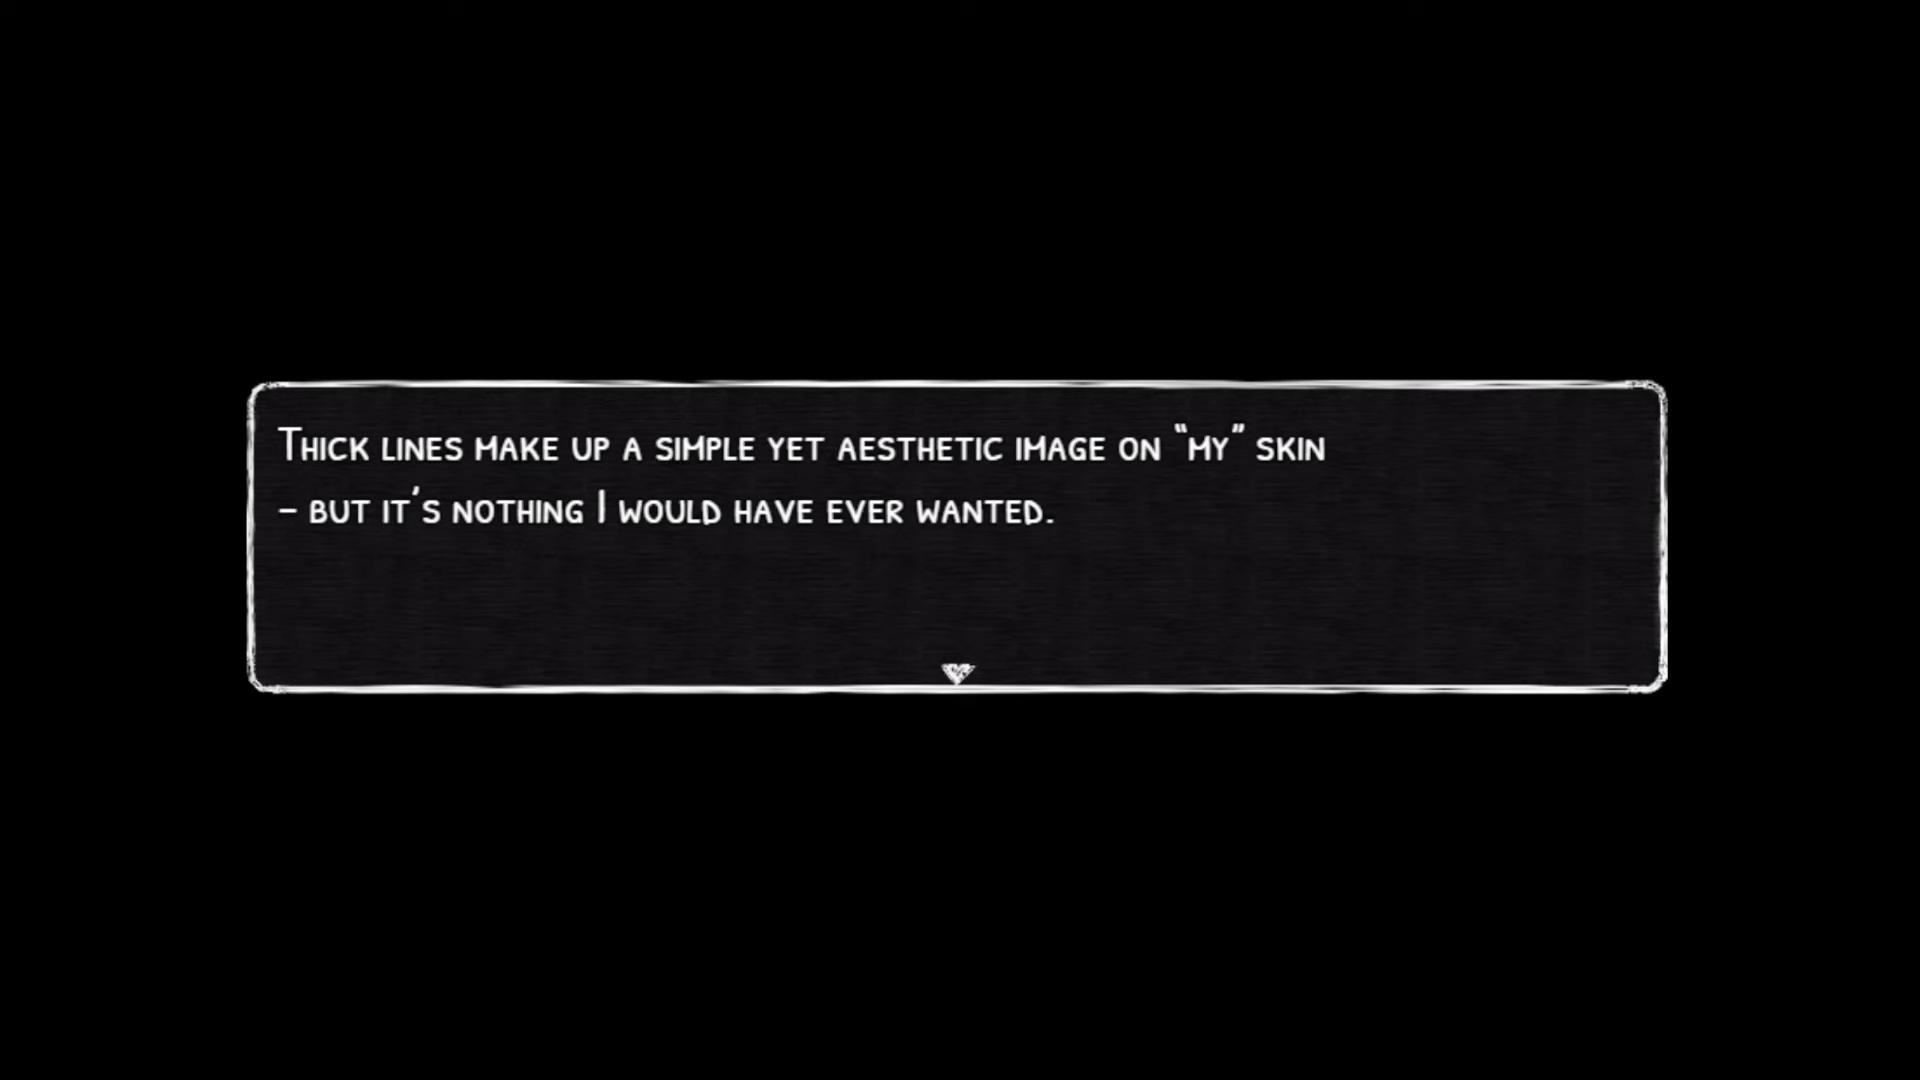 Thick lines make up a simple yet aesthetic image on “my” skin
– but it's nothing I would have ever wanted.